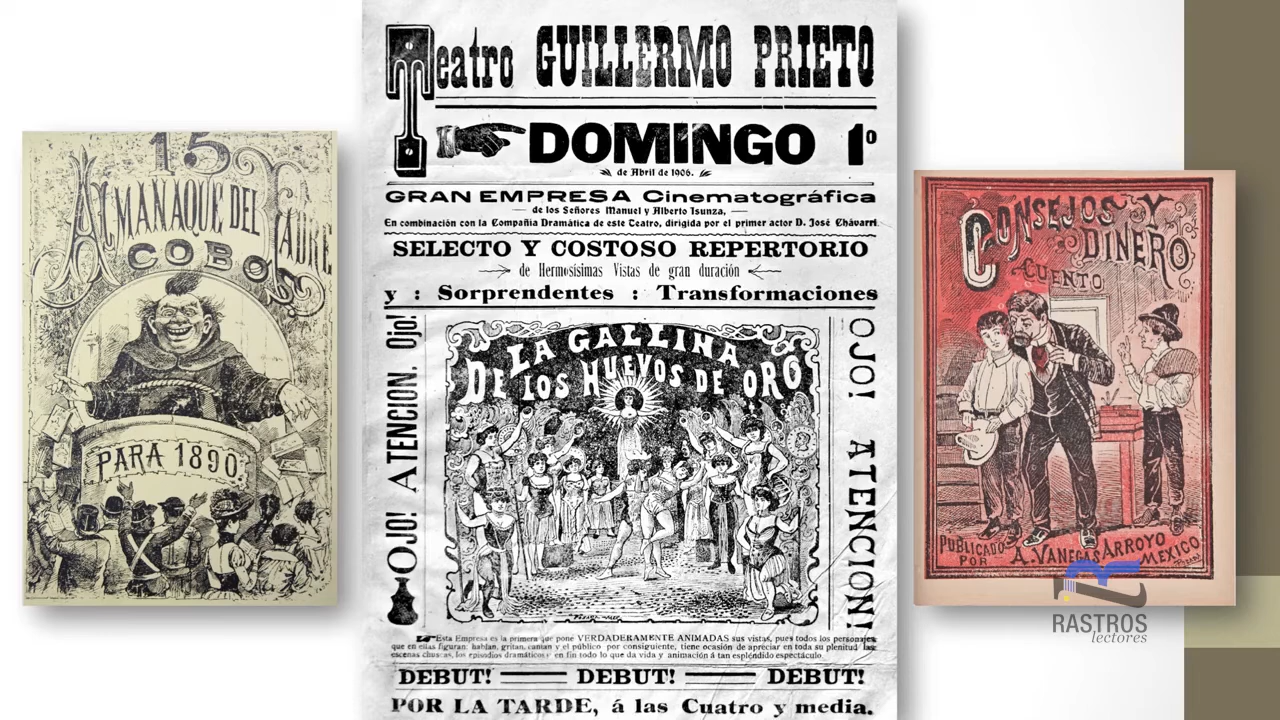 15
ALMANAQUE DEL PADRE
COBOS
PARA 1890
Teatro GUILLERMO PRIETO
DOMINGO 1º
de Abril de 1906.
GRAN EMPRESA Cinematográfica
de los Señores Manuel y Alberto Isunza,
En combinación con la Compañia Dramática de este Teatro, dirigida por el primer actor D. José Chávarri.
SELECTO Y COSTOSO REPERTORIO
de Hermosísimas Vistas de gran duración
y : Sorprendentes : Transformaciones
OJO! ATENCION. Ojo!
LA GALLINA
DE LOS HUEVOS DE ORO
OJO! ATENCION!
Esta Empresa es la primera que pone VERDADERAMENTE ANIMADAS sus vistas, pues todos los personajes
que en ellas figuran, hablan, gritan, cantan y el público por consiguiente, tiene ocasión de apreciar en toda su plenitud las
escenas chuscas, los episodios dramáticos y en fin todo lo que da vida y animación á tan espléndido espectáculo.
DEBUT! DEBUT! DEBUT!
POR LA TARDE, á las Cuatro y media.
CONSEJOS Y
DINERO
CUENTO
PUBLICADO
POR A. VANEGAS ARROYO
MEXICO
RASTROS
lectores